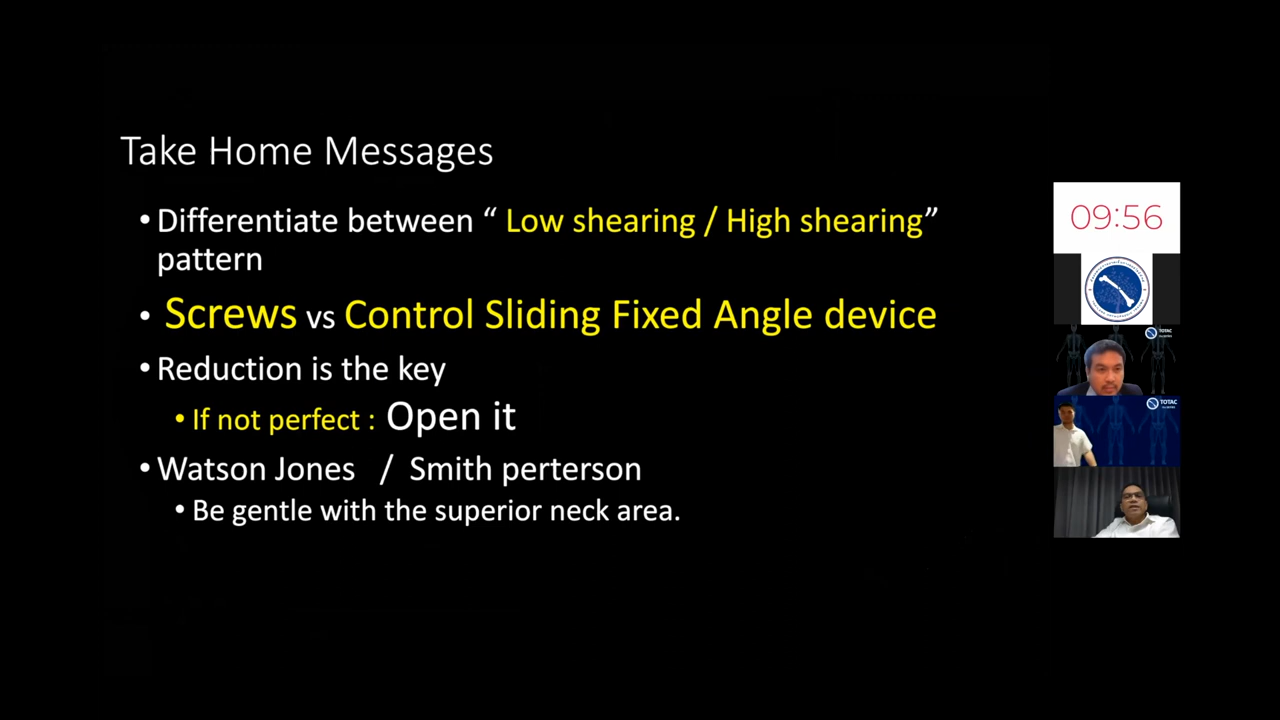 Take Home Messages
• Differentiate between “ Low shearing / High shearing”
pattern
• Screws vs Control Sliding Fixed Angle device
• Reduction is the key
• If not perfect : Open it
• Watson Jones / Smith perterson
• Be gentle with the superior neck area.
09:56
TOTAC
TOTAC